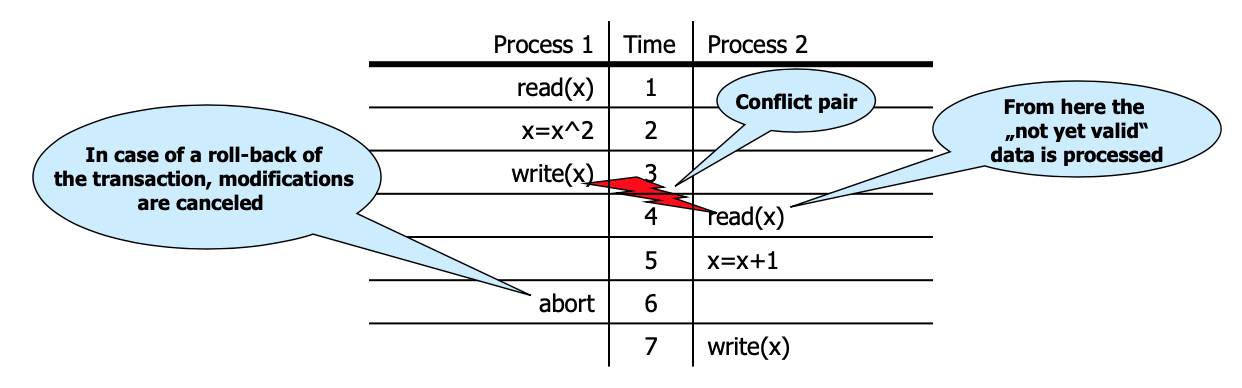 Process 1 Time Process 2
read(x) 1
Conflict pair
From here the
„not yet valid“
data is processed
x=x^2 2
In case of a roll-back of
the transaction, modifications
are canceled
write(x) 3
4 read(x)
5 x=x+1
abort 6
7 write(x)